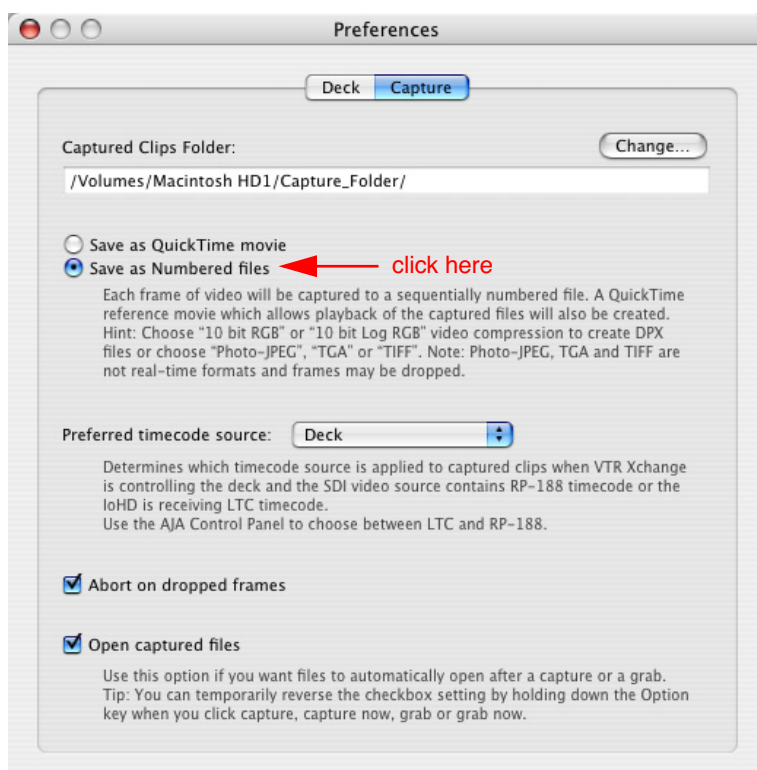 Preferences
Deck Capture
Captured Clips Folder: Change...
/Volumes/Macintosh HD1/Capture_Folder/
Save as QuickTime movie
Save as Numbered files click here
Each frame of video will be captured to a sequentially numbered file. A QuickTime
reference movie which allows playback of the captured files will also be created.
Hint: Choose “10 bit RGB” or “10 bit Log RGB” video compression to create DPX
files or choose “Photo-JPEG”, “TGA” or “TIFF”. Note: Photo-JPEG, TGA and TIFF are
not real-time formats and frames may be dropped.
Preferred timecode source: Deck
Determines which timecode source is applied to captured clips when VTR Xchange
is controlling the deck and the SDI video source contains RP-188 timecode or the
IoHD is receiving LTC timecode.
Use the AJA Control Panel to choose between LTC and RP-188.
Abort on dropped frames
Open captured files
Use this option if you want files to automatically open after a capture or a grab.
Tip: You can temporarily reverse the checkbox setting by holding down the Option
key when you click capture, capture now, grab or grab now.